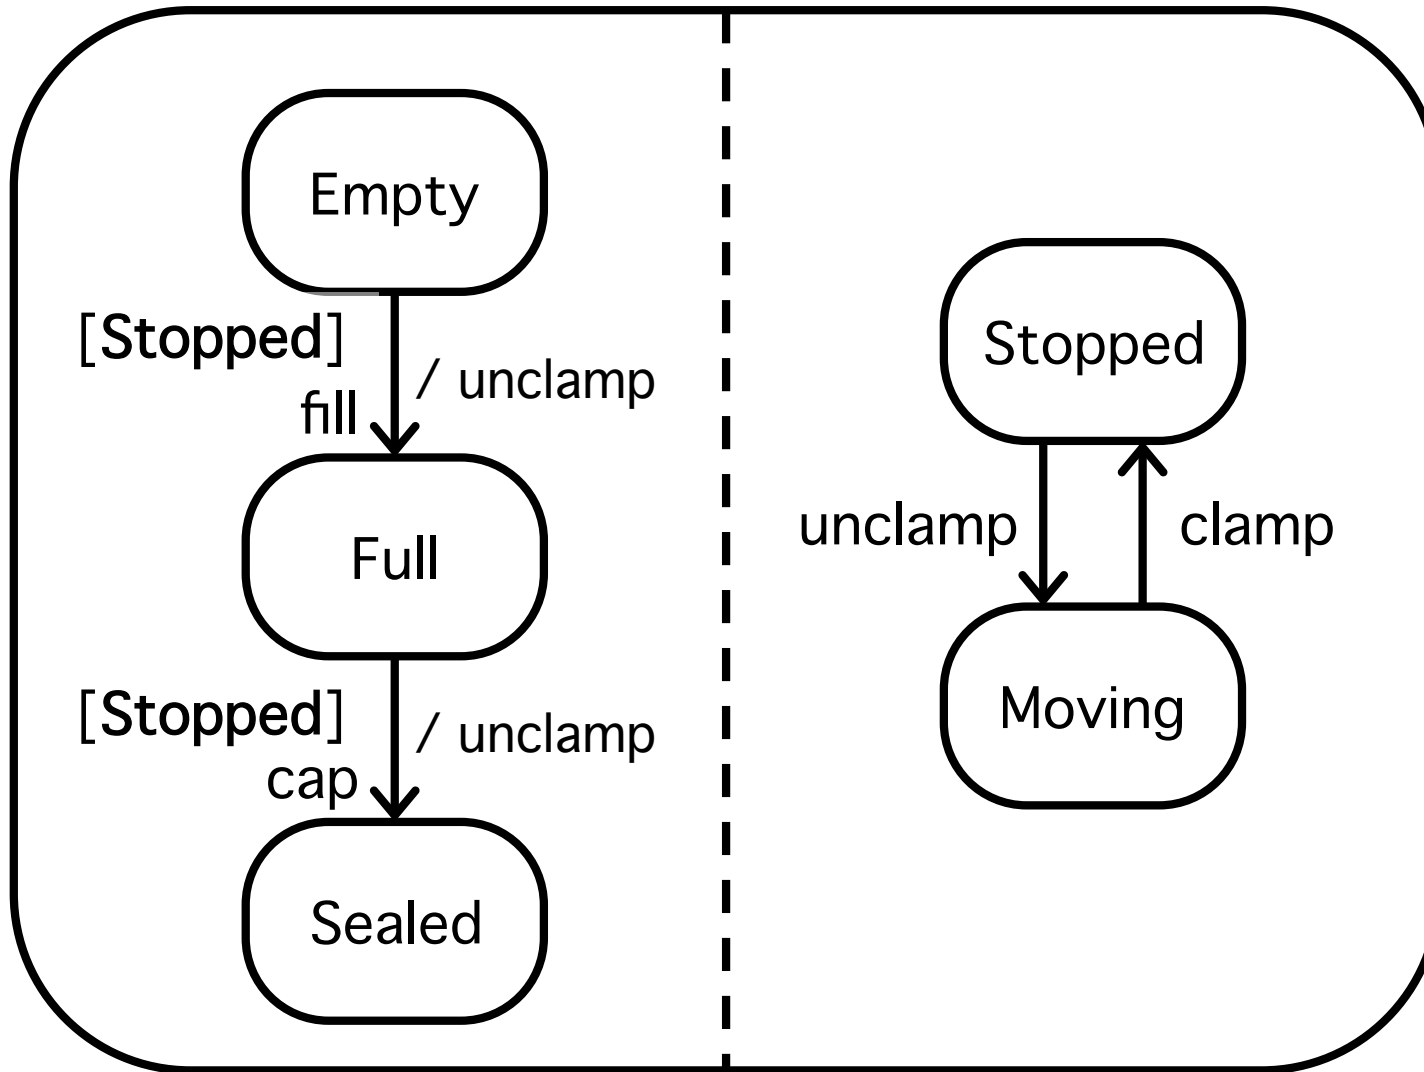 Empty
[Stopped]
fill
/ unclamp
Full
[Stopped]
cap
/ unclamp
Sealed
Stopped
unclamp
clamp
Moving